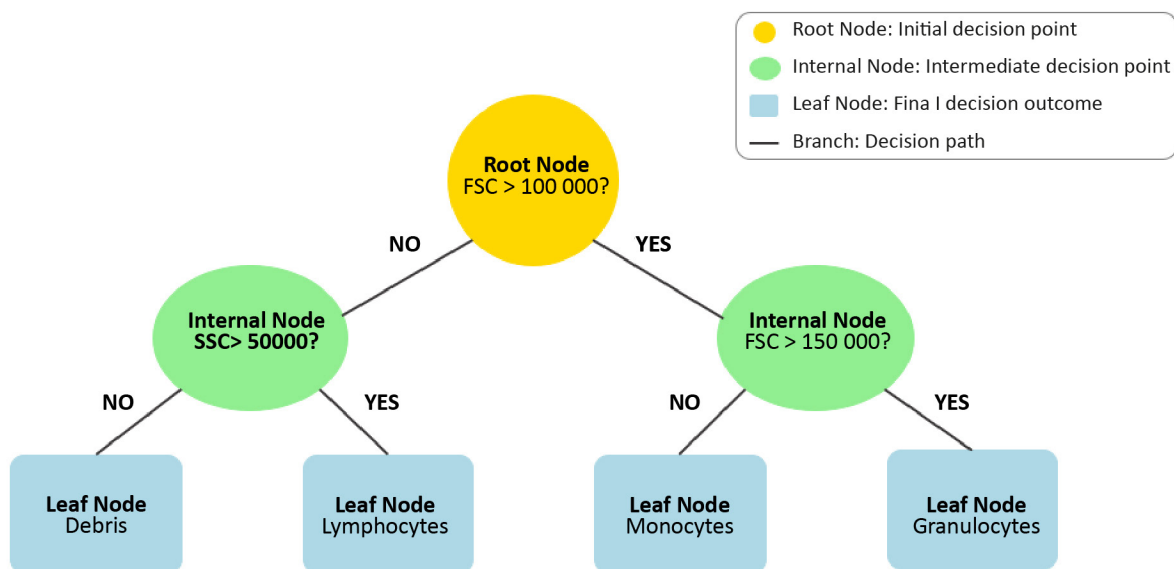 Root Node: Initial decision point
Internal Node: Intermediate decision point
Leaf Node: Fina I decision outcome
Branch: Decision path
Root Node
FSC > 100 000?
NO
YES
Internal Node
SSC> 50000?
Internal Node
FSC > 150 000?
NO
YES
NO
YES
Leaf Node
Debris
Leaf Node
Lymphocytes
Leaf Node
Monocytes
Leaf Node
Granulocytes